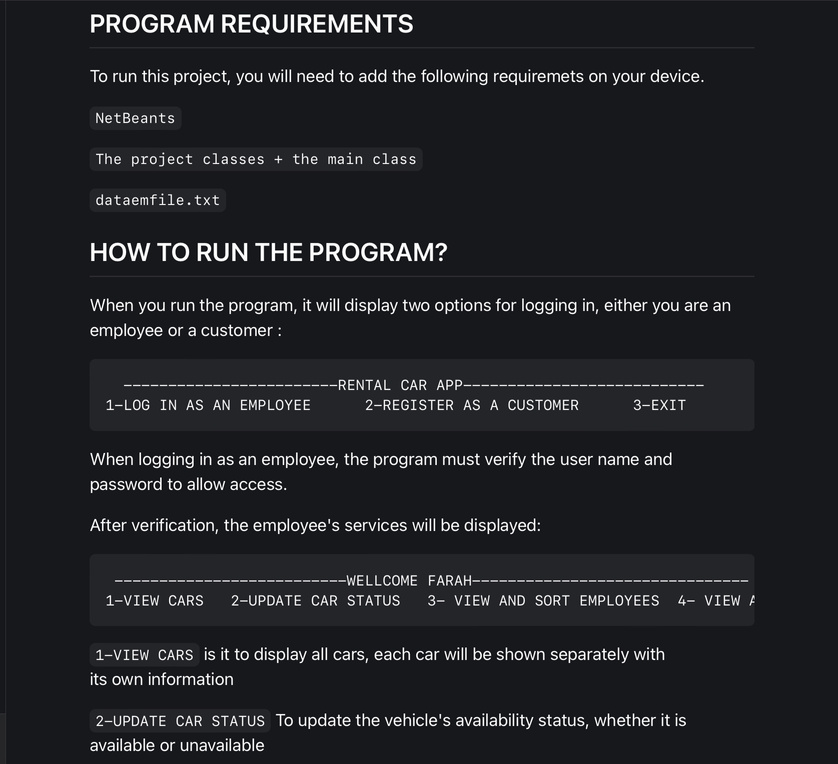 PROGRAM REQUIREMENTS
To run this project, you will need to add the following requiremets on your device.
NetBeants
The project classes + the main class
dataemfile.txt
HOW TO RUN THE PROGRAM?
When you run the program, it will display two options for logging in, either you are an
employee or a customer :
------------------------RENTAL CAR APP---------------------------
1-LOG IN AS AN EMPLOYEE      2-REGISTER AS A CUSTOMER      3-EXIT
When logging in as an employee, the program must verify the user name and
password to allow access.
After verification, the employee's services will be displayed:
--------------------------WELLCOME FARAH-------------------------------
1-VIEW CARS   2-UPDATE CAR STATUS   3- VIEW AND SORT EMPLOYEES  4- VIEW
1-VIEW CARS is it to display all cars, each car will be shown separately with
its own information
2-UPDATE CAR STATUS To update the vehicle's availability status, whether it is
available or unavailable